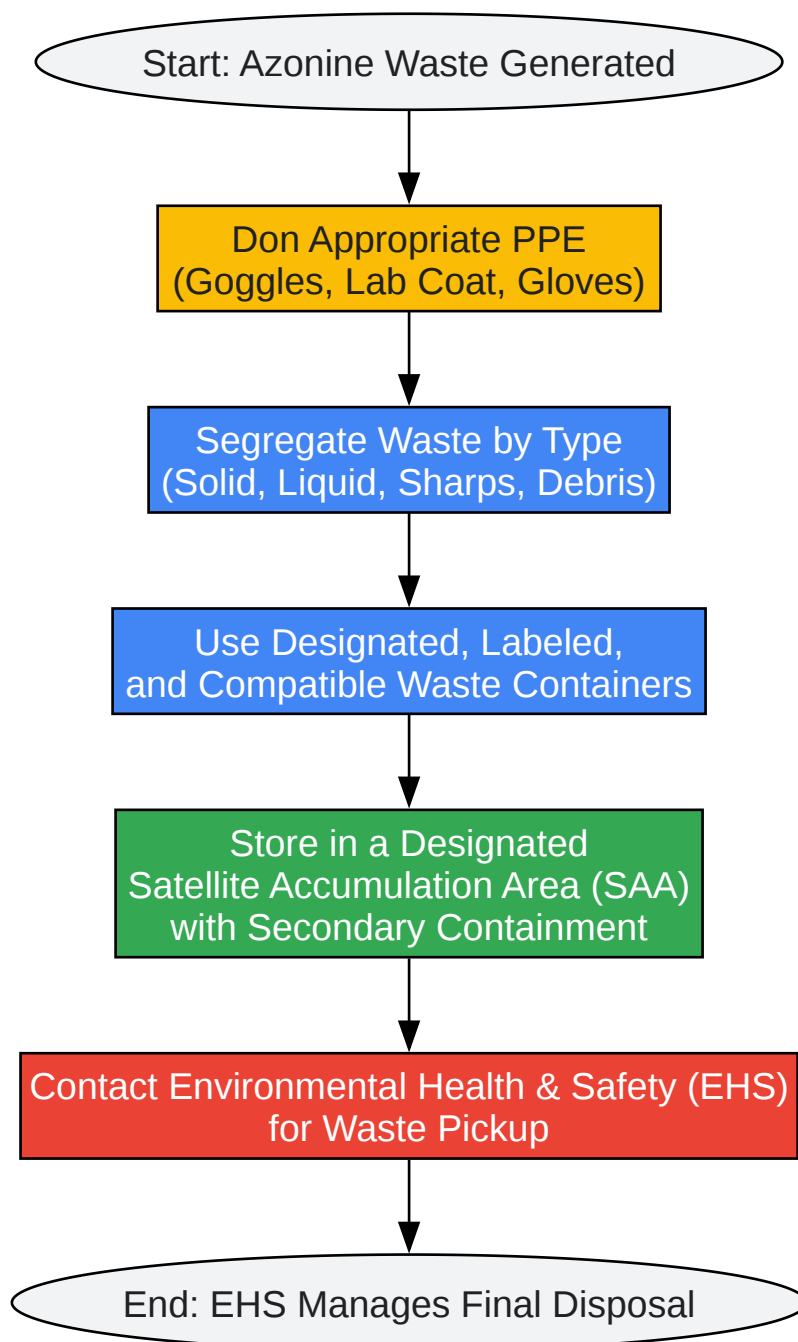 Start: Azonine Waste Generated
Don Appropriate PPE
(Goggles, Lab Coat, Gloves)
Segregate Waste by Type
(Solid, Liquid, Sharps, Debris)
Use Designated, Labeled,
and Compatible Waste Containers
Store in a Designated
Satellite Accumulation Area (SAA)
with Secondary Containment
Contact Environmental Health & Safety (EHS)
for Waste Pickup
End: EHS Manages Final Disposal